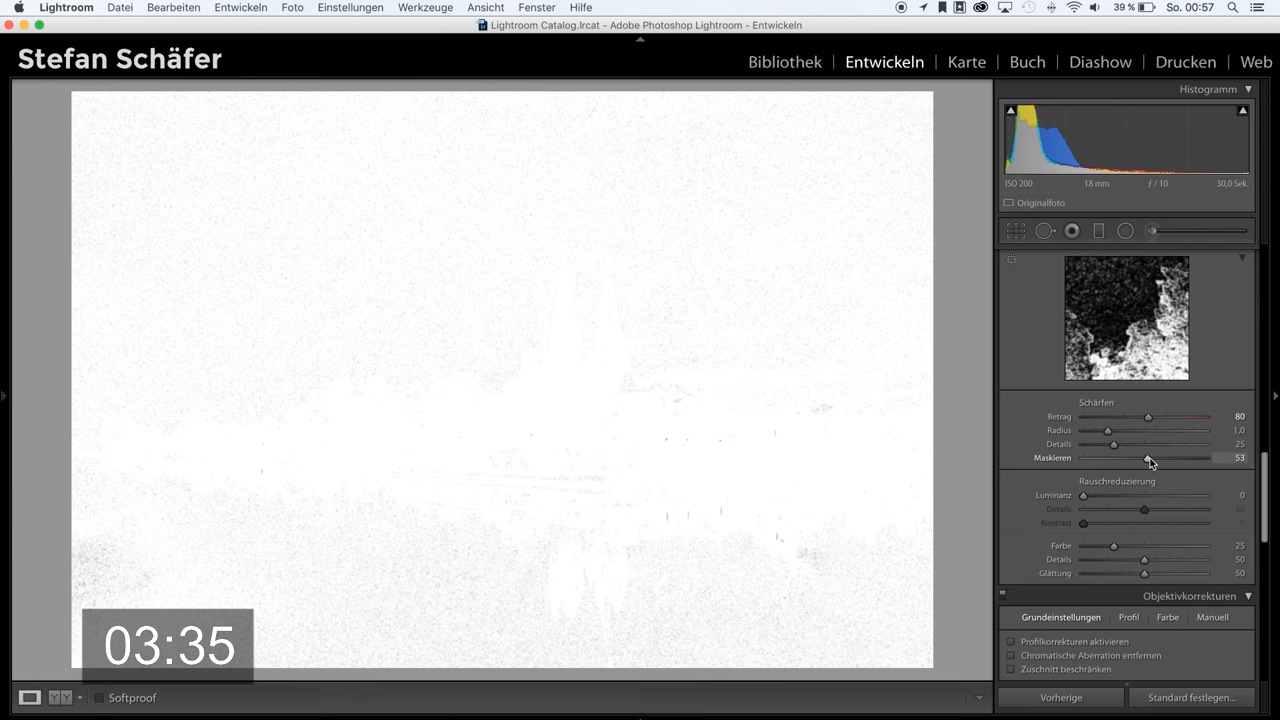 Lightroom Datei Bearbeiten Entwickeln Foto Einstellungen Werkzeuge Ansicht Fenster Hilfe 39 % So. 00:57
Lightroom Catalog.lrcat - Adobe Photoshop Lightroom - Entwickeln
Stefan Schäfer Bibliothek Entwickeln Karte Buch Diashow Drucken Web
Histogramm
ISO 200 18 mm ƒ / 10 30,0 Sek.
Originalfoto
Schärfen
Betrag 80
Radius 1,0
Details 25
Maskieren 53
Rauschreduzierung
Luminanz 0
Details 50
Kontrast 0
Farbe 25
Details 50
Glättung 50
Objektivkorrekturen
Grundeinstellungen Profil Farbe Manuell
Profilkorrekturen aktivieren
Chromatische Aberration entfernen
Zuschnitt beschränken
03:35
YY Softproof Vorherige Standard festlegen...